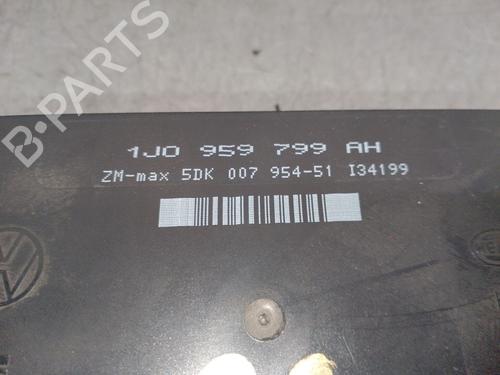 1J0 959 799 AH
ZM-max 5DK 007 954-51 I34199
B-PARTS